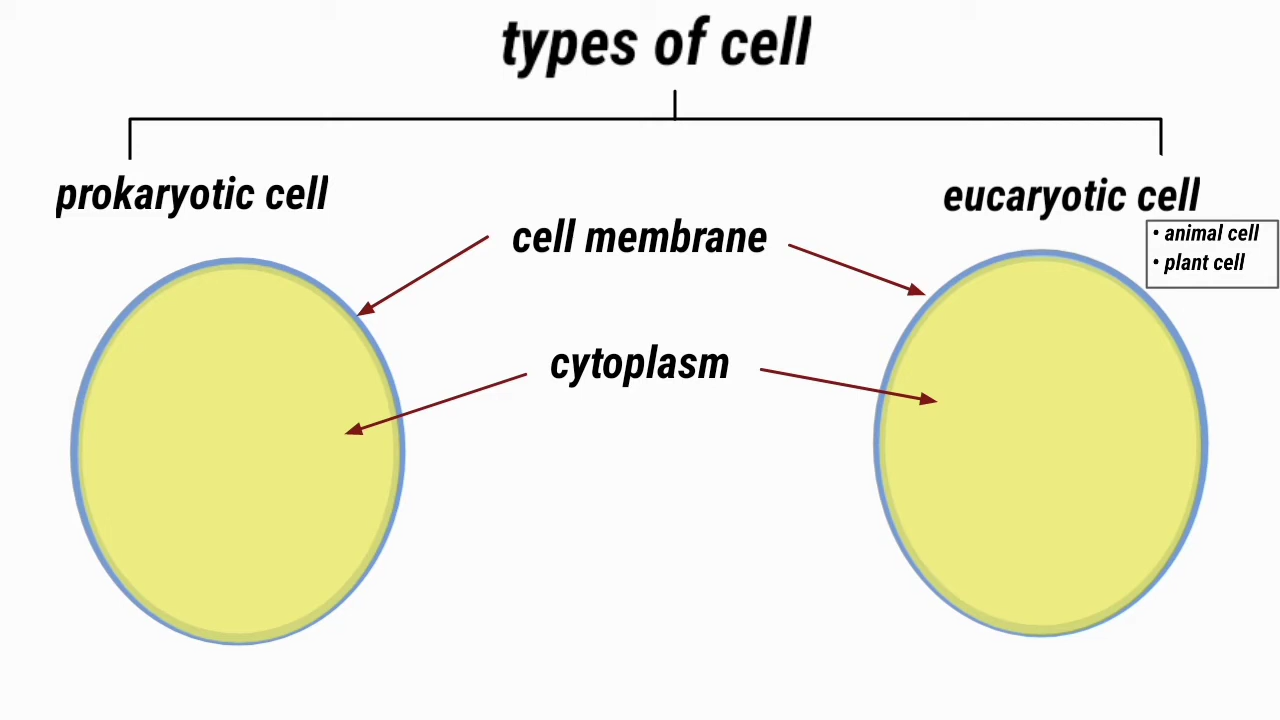 types of cell
prokaryotic cell
eucaryotic cell
• animal cell
• plant cell
cell membrane
cytoplasm